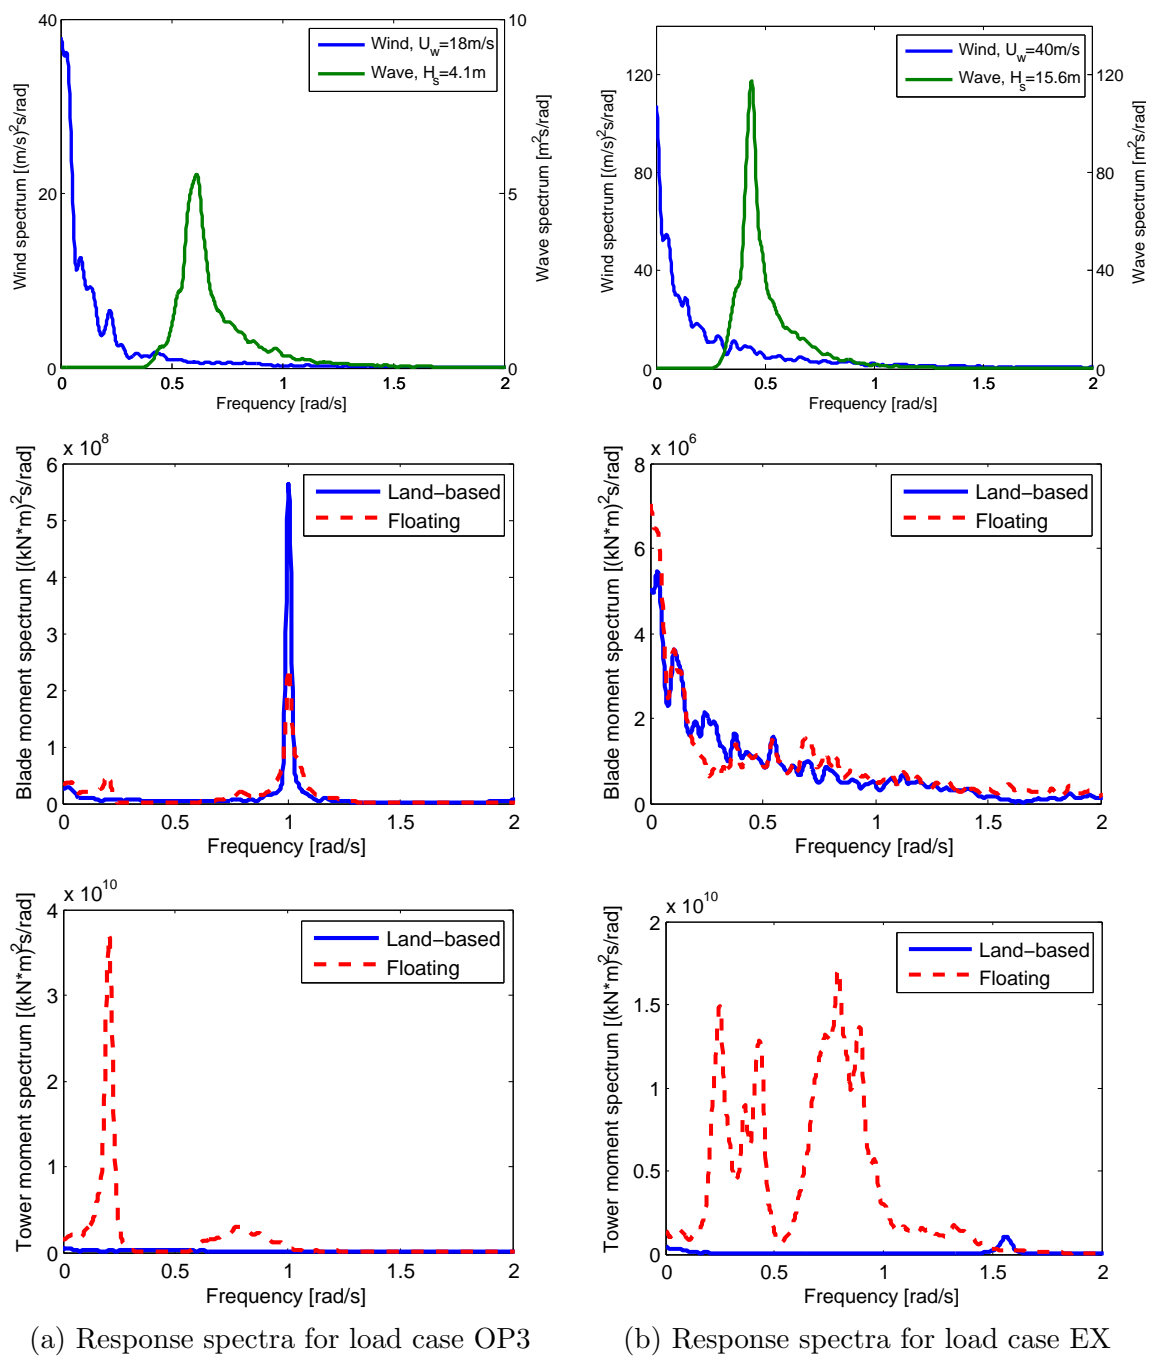 40
20
0
10
5
0
Wind, U_w=18m/s
Wave, H_s=4.1m
Wind spectrum [(m/s)^2s/rad]
Wave spectrum [m^2s/rad]
0 0.5 1 1.5 2
Frequency [rad/s]
120
80
40
0
120
80
40
0
Wind, U_w=40m/s
Wave, H_s=15.6m
Wind spectrum [(m/s)^2s/rad]
Wave spectrum [m^2s/rad]
0 0.5 1 1.5 2
Frequency [rad/s]
x 10^8
6
5
4
3
2
1
0
Land-based
Floating
Blade moment spectrum [(kN*m)^2s/rad]
0 0.5 1 1.5 2
Frequency [rad/s]
x 10^6
8
6
4
2
0
Land-based
Floating
Blade moment spectrum [(kN*m)^2s/rad]
0 0.5 1 1.5 2
Frequency [rad/s]
x 10^10
4
3
2
1
0
Land-based
Floating
Tower moment spectrum [(kN*m)^2s/rad]
0 0.5 1 1.5 2
Frequency [rad/s]
x 10^10
2
1.5
1
0.5
0
Land-based
Floating
Tower moment spectrum [(kN*m)^2s/rad]
0 0.5 1 1.5 2
Frequency [rad/s]
(a) Response spectra for load case OP3
(b) Response spectra for load case EX